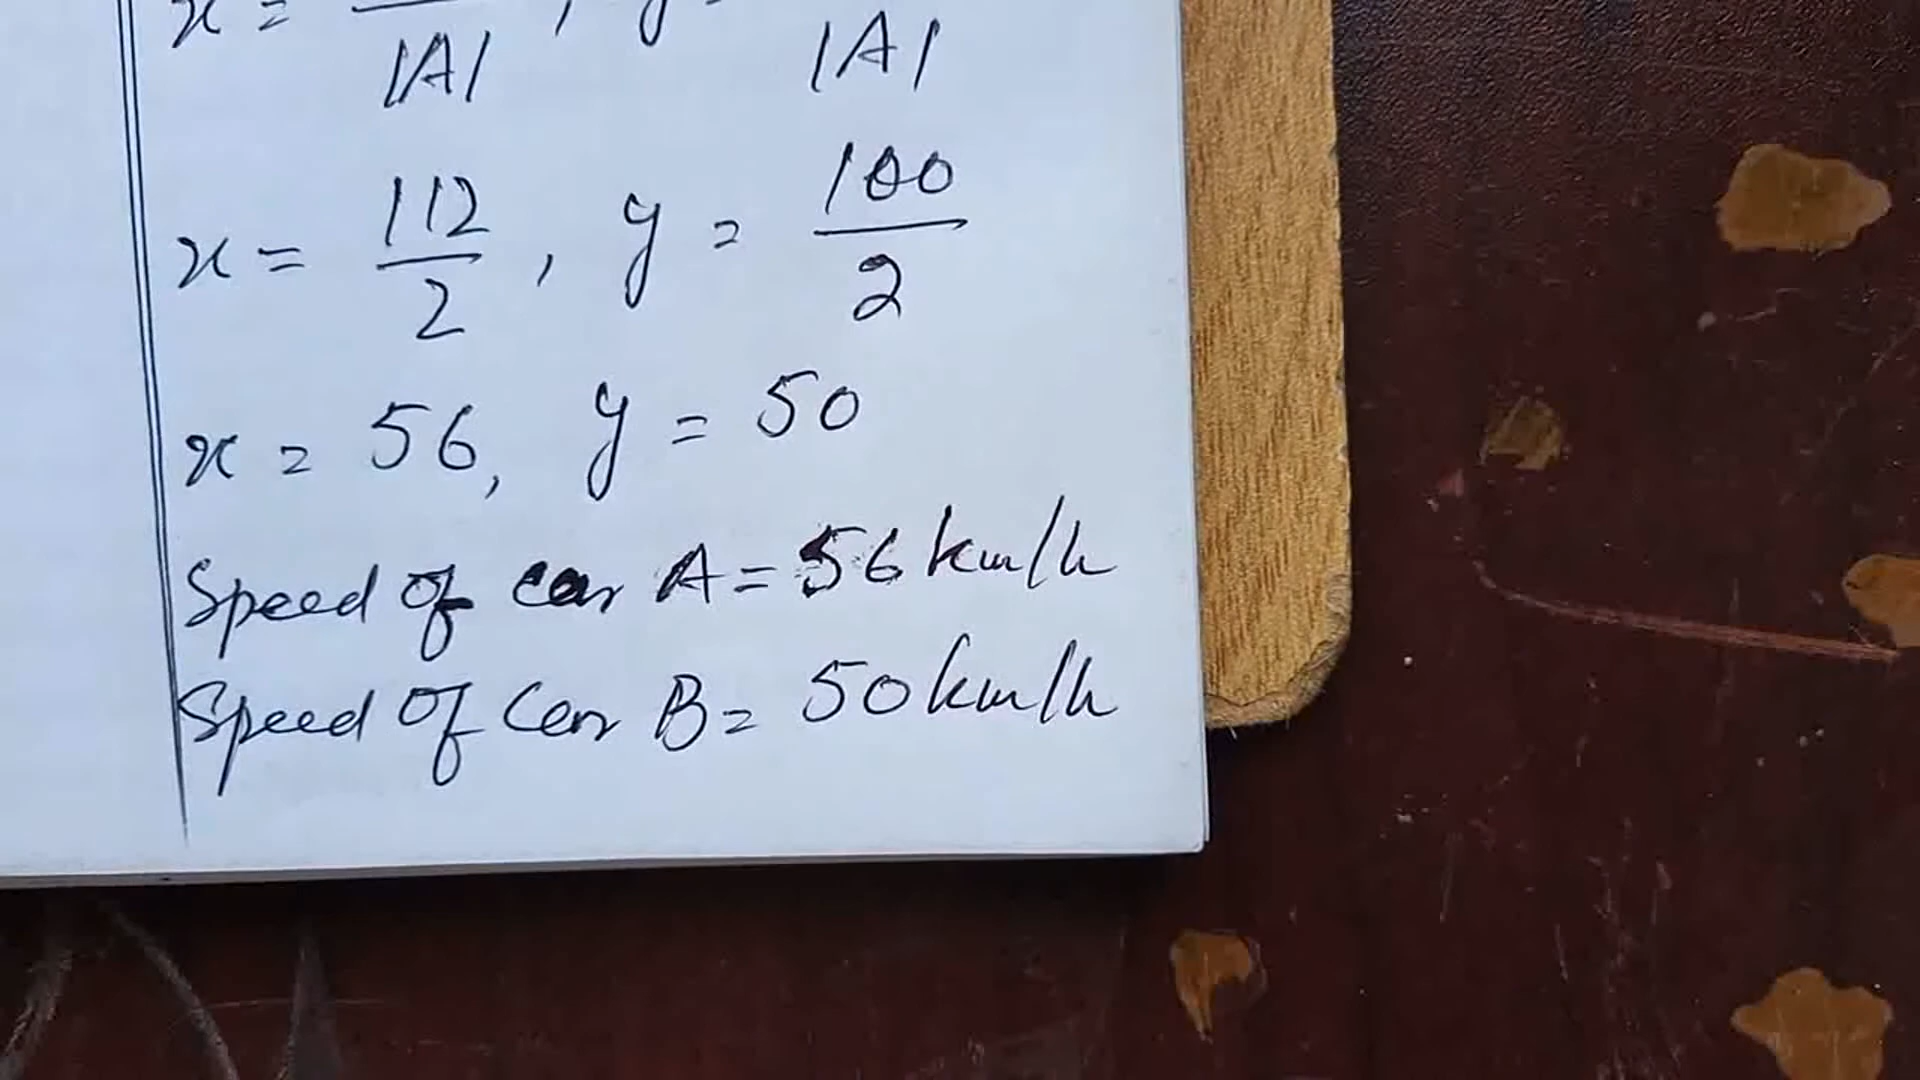 x = |A| , y = |A|
x = 112/2 , y = 100/2
x = 56, y = 50
Speed of car A = 56 km/h
Speed of Car B = 50 km/h